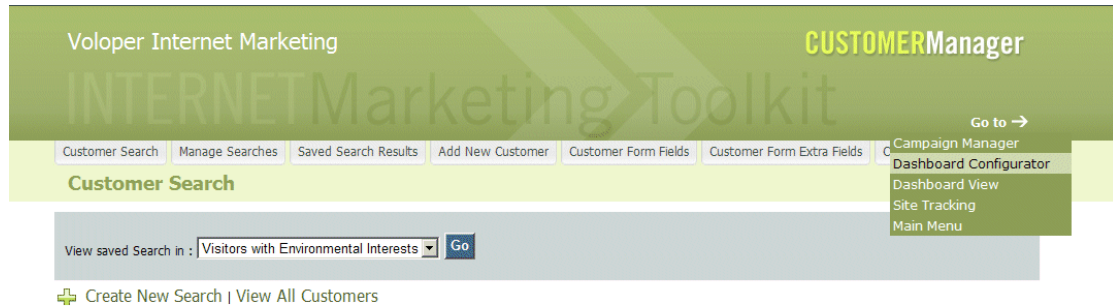 Voloper Internet Marketing
CUSTOMERManager
INTERNETMarketing Toolkit
Go to →
Customer Search Manage Searches Saved Search Results Add New Customer Customer Form Fields Customer Form Extra Fields
Campaign Manager
Dashboard Configurator
Dashboard View
Site Tracking
Main Menu
Customer Search
View saved Search in : Visitors with Environmental Interests Go
Create New Search | View All Customers